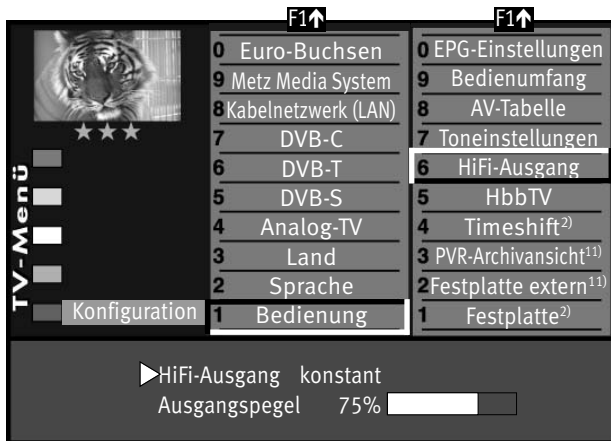 F1↑ F1↑
0 Euro-Buchsen
9 Metz Media System
8 Kabelnetzwerk (LAN)
7 DVB-C
6 DVB-T
5 DVB-S
4 Analog-TV
3 Land
2 Sprache
1 Bedienung
0 EPG-Einstellungen
9 Bedienumfang
8 AV-Tabelle
7 Toneinstellungen
6 HiFi-Ausgang
5 HbbTV
4 Timeshift²⁾
3 PVR-Archivansicht¹¹⁾
2 Festplatte extern¹¹⁾
1 Festplatte²⁾
TV-Menü
Konfiguration
HiFi-Ausgang konstant
Ausgangspegel 75%